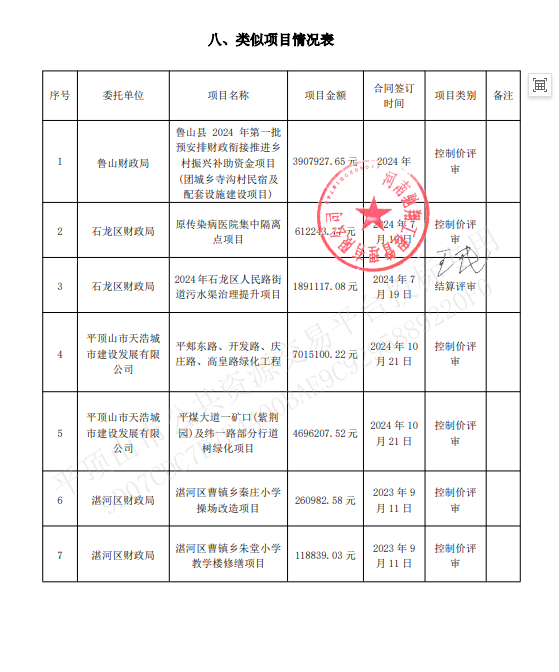 八、类似项目情况表
序号 委托单位 项目名称 项目金额 合同签订 项目类别 备注
时间
1 鲁山财政局 鲁山县 2024 年第一批
预安排财政衔接推进乡
村振兴补助资金项目
(团城乡寺沟村民宿及
配套设施建设项目) 3907927.65 元 2024 年 控制价评
审
2 石龙区财政局 原传染病医院集中隔离
点项目 612243. 元 2024 年 7
月 19 日 控制价评
审
3 石龙区财政局 2024 年石龙区人民路街
道污水渠治理提升项目 1891117.08 元 2024 年 7
月 19 日 结算评审
4 平顶山市天浩城
市建设发展有限
公司 平郏东路、开发路、庆
庄路、高皇路绿化工程 7015100.22 元 2024 年 10
月 21 日 控制价评
审
5 平顶山市天浩城
市建设发展有限
公司 平煤大道一矿口(紫荆
园)及纬一路部分行道
树绿化项目 4696207.52 元 2024 年 10
月 21 日 控制价评
审
6 湛河区财政局 湛河区曹镇乡秦庄小学
操场改造项目 260982.58 元 2023 年 9
月 11 日 控制价评
审
7 湛河区财政局 湛河区曹镇乡朱堂小学
教学楼修缮项目 118839.03 元 2023 年 9
月 11 日 控制价评
审